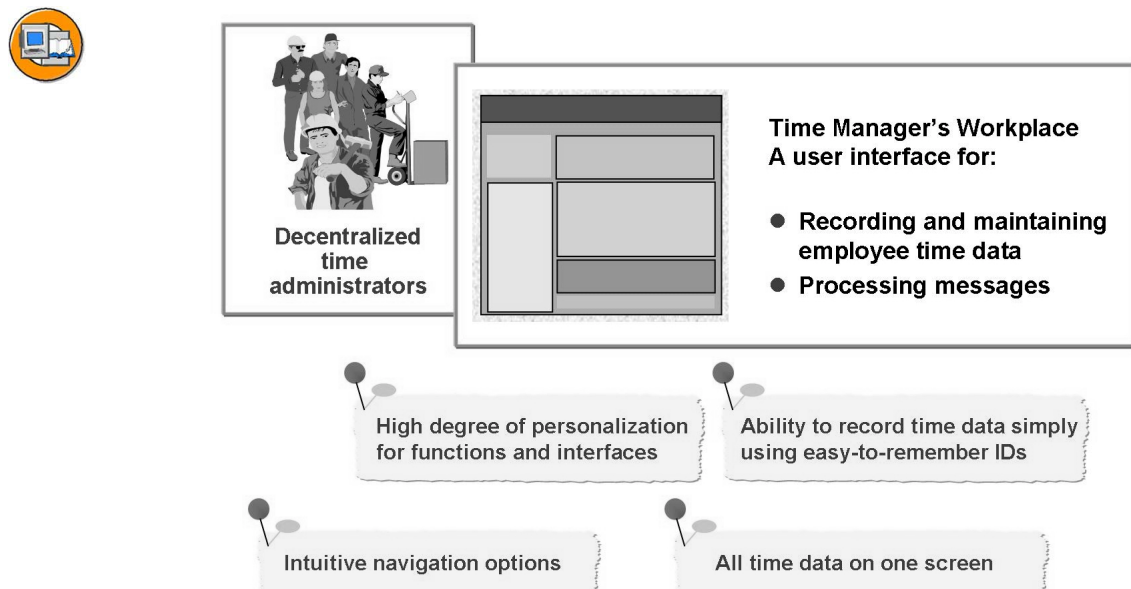 Decentralized
time
administrators
Time Manager's Workplace
A user interface for:
● Recording and maintaining
employee time data
● Processing messages
High degree of personalization
for functions and interfaces
Ability to record time data simply
using easy-to-remember IDs
Intuitive navigation options
All time data on one screen